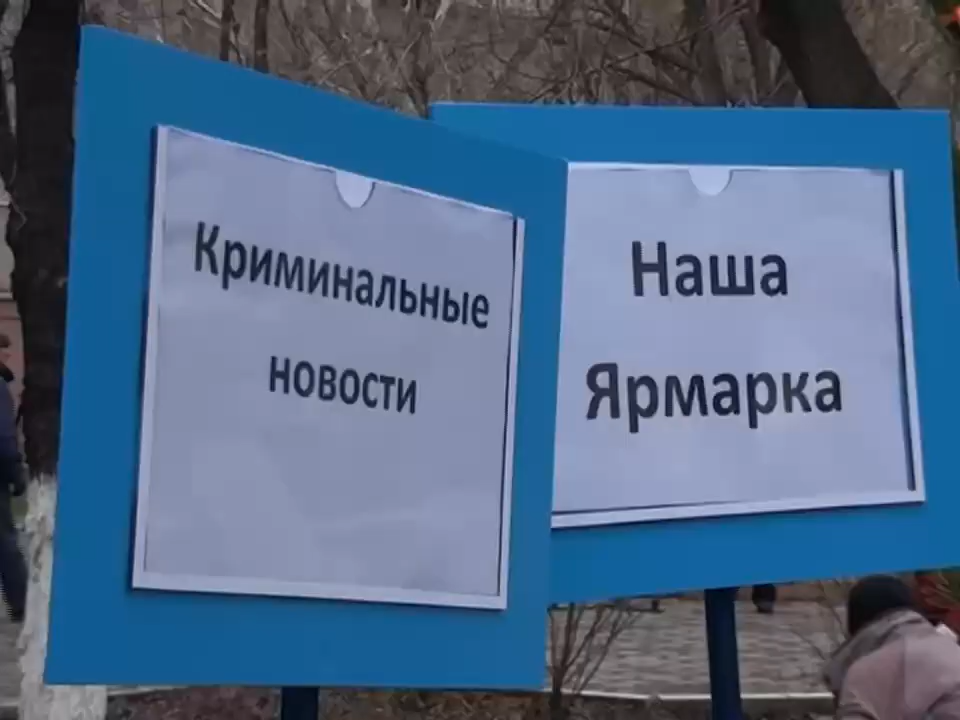 Криминальные
новости
Наша
Ярмарка